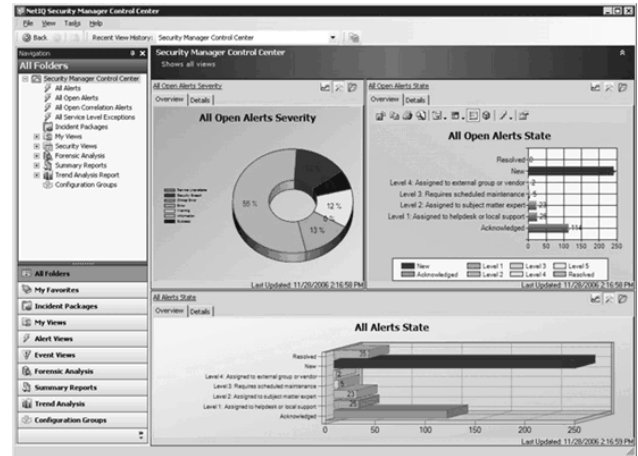 NetIQ Security Manager Control Center
File View Tasks Help
Back Recent View History: Security Manager Control Center
Navigation
All Folders
Security Manager Control Center
All Alerts
All Open Alerts
All Open Correlation Alerts
All Service Level Exceptions
Incident Packages
My Views
Security Views
Forensic Analysis
Summary Reports
Trend Analysis Report
Configuration Groups
All Folders
My Favorites
Incident Packages
My Views
Alert Views
Event Views
Forensic Analysis
Summary Reports
Trend Analysis
Configuration Groups
Security Manager Control Center
Shows all views
All Open Alerts Severity
Overview Details
All Open Alerts Severity
55 %
12 %
13 %
Last Updated: 11/28/2006 2:16:58 PM
All Open Alerts State
Overview Details
All Open Alerts State
Resolved 0
New
Level 4: Assigned to external group or vendor 2
Level 3: Requires scheduled maintenance 5
Level 2: Assigned to subject matter expert 23
Level 1: Assigned to helpdesk or local support 25
Acknowledged 114
0 50 100 150 200 250
New Level 1 Level 3 Level 5
Acknowledged Level 2 Level 4 Resolved
Last Updated: 11/28/2006 2:16:58 PM
All Alerts State
Overview Details
All Alerts State
Resolved
New
Level 4: Assigned to external group or vendor
Level 3: Requires scheduled maintenance
Level 2: Assigned to subject matter expert 23
Level 1: Assigned to helpdesk or local support 25
Acknowledged
0 50 100 150 200 250
Last Updated: 11/28/2006 2:16:59 PM